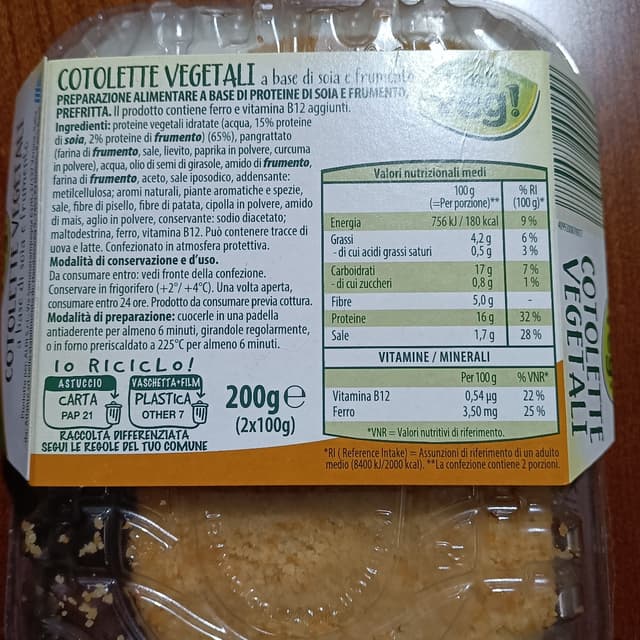 COTOLETTE VEGETALI a base di soia e frumento
PREPARAZIONE ALIMENTARE A BASE DI PROTEINE DI SOIA E FRUMENTO,
PREFRITTA. Il prodotto contiene ferro e vitamina B12 aggiunti.
Ingredienti: proteine vegetali idratate (acqua, 15% proteine
di soia, 2% proteine di frumento) (65%), pangrattato
(farina di frumento, sale, lievito, paprika in polvere, curcuma
in polvere), acqua, olio di semi di girasole, amido di frumento,
farina di frumento, aceto, sale iposodico, addensante:
metilcellulosa; aromi naturali, piante aromatiche e spezie,
sale, fibre di pisello, fibre di patata, cipolla in polvere, amido
di mais, aglio in polvere, conservante: sodio diacetato;
maltodestrina, ferro, vitamina B12. Può contenere tracce di
uova e latte. Confezionato in atmosfera protettiva.
Modalità di conservazione e d'uso.
Da consumare entro: vedi fronte della confezione.
Conservare in frigorifero (+2°/ +4°C). Una volta aperta,
consumare entro 24 ore. Prodotto da consumare previa cottura.
Modalità di preparazione: cuocerle in una padella
antiaderente per almeno 6 minuti, girandole regolarmente,
o in forno preriscaldato a 225°C per almeno 6 minuti.
Io RICICLo!
ASTUCCIO
CARTA
PAP 21
VASCHETTA+FILM
PLASTICA
OTHER 7
RACCOLTA DIFFERENZIATA
SEGUI LE REGOLE DEL TUO COMUNE
200g e
(2x100g)
Valori nutrizionali medi
100 g % RI
(=Per porzione)** (100 g)*
Energia 756 kJ / 180 kcal 9 %
Grassi 4,2 g 6 %
- di cui acidi grassi saturi 0,5 g 3 %
Carboidrati 17 g 7 %
- di cui zuccheri 0,8 g 1 %
Fibre 5,0 g -
Proteine 16 g 32 %
Sale 1,7 g 28 %
VITAMINE / MINERALI
Per 100 g % VNR*
Vitamina B12 0,54 µg 22 %
Ferro 3,50 mg 25 %
*VNR = Valori nutritivi di riferimento.
*RI ( Reference Intake) = Assunzioni di riferimento di un adulto
medio (8400 kJ/2000 kcal). **La confezione contiene 2 porzioni.
COTOLETTE
VEGETALI